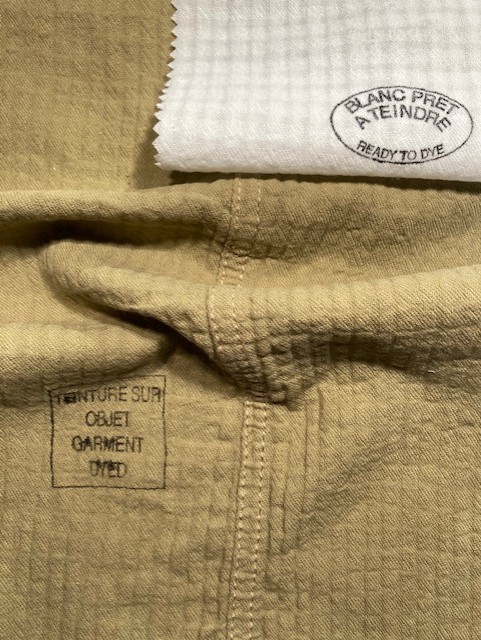 BLANC PRET
A TEINDRE
READY TO DYE
TEINTURE SUR
OBJET
GARMENT
DYED